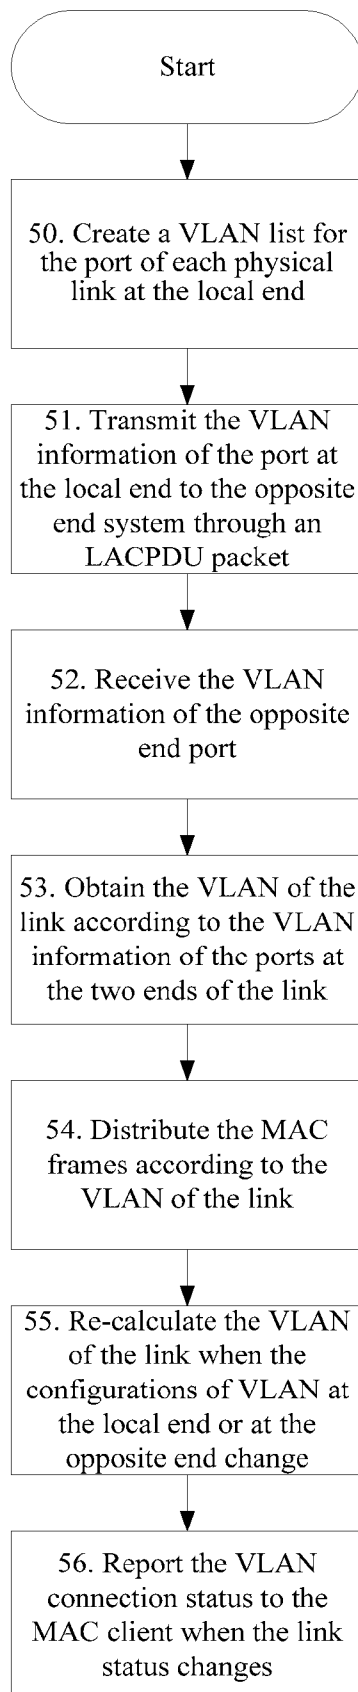 Start
50. Create a VLAN list for
the port of each physical
link at the local end
51. Transmit the VLAN
information of the port at
the local end to the opposite
end system through an
LACPDU packet
52. Receive the VLAN
information of the opposite
end port
53. Obtain the VLAN of the
link according to the VLAN
information of the ports at
the two ends of the link
54. Distribute the MAC
frames according to the
VLAN of the link
55. Re-calculate the VLAN
of the link when the
configurations of VLAN at
the local end or at the
opposite end change
56. Report the VLAN
connection status to the
MAC client when the link
status changes